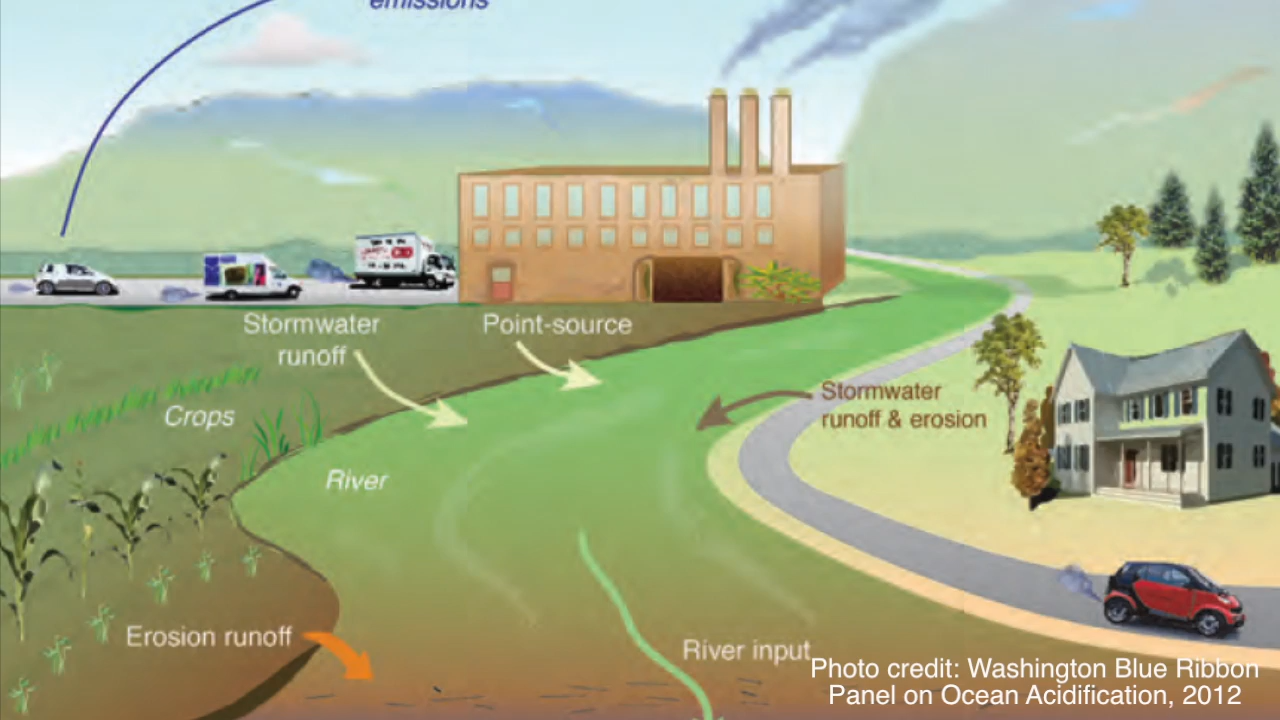 emissions
Stormwater
runoff
Point-source
Stormwater
runoff & erosion
Crops
River
Erosion runoff
River input
Photo credit: Washington Blue Ribbon
Panel on Ocean Acidification, 2012